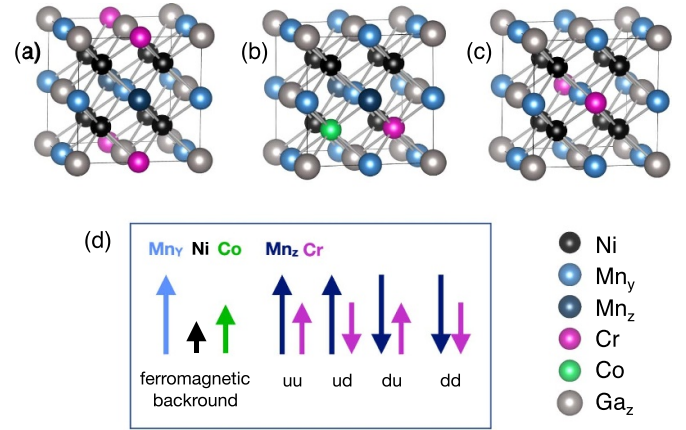 (a) (b) (c)
Ni
Mny
Mnz
Cr
Co
Gaz
(d)
MnY Ni Co Mnz Cr
ferromagnetic
backround
uu ud du dd